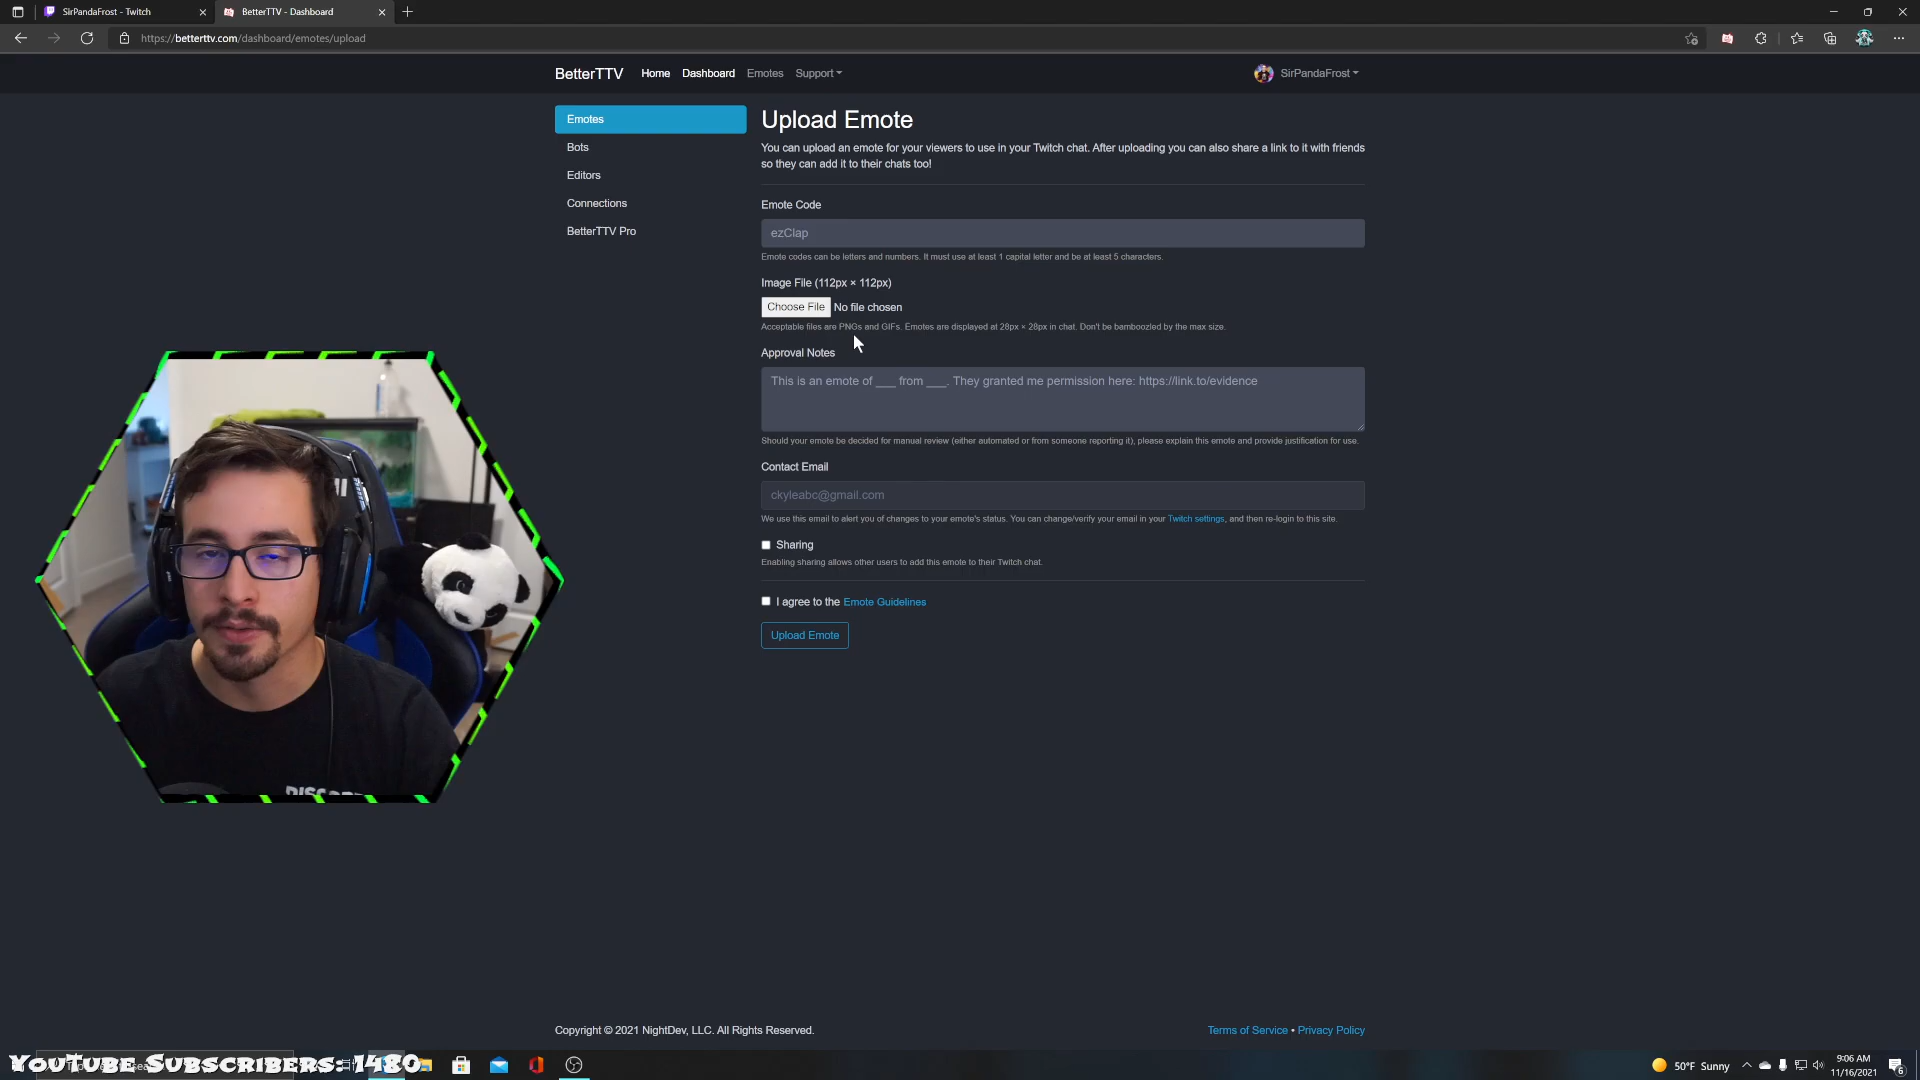 SirPandaFrost - Twitch
BetterTTV - Dashboard
https://betterttv.com/dashboard/emotes/upload
BetterTTV
Home
Dashboard
Emotes
Support
SirPandaFrost
Emotes
Bots
Editors
Connections
BetterTTV Pro
Upload Emote
You can upload an emote for your viewers to use in your Twitch chat. After uploading you can also share a link to it with friends
so they can add it to their chats too!
Emote Code
ezClap
Emote codes can be letters and numbers. It must use at least 1 capital letter and be at least 5 characters.
Image File (112px × 112px)
Choose File No file chosen
Acceptable files are PNGs and GIFs. Emotes are displayed at 28px × 28px in chat. Don't be bamboozled by the max size.
Approval Notes
This is an emote of ___ from ___. They granted me permission here: https://link.to/evidence
Should your emote be decided for manual review (either automated or from someone reporting it), please explain this emote and provide justification for use.
Contact Email
ckyleabc@gmail.com
We use this email to alert you of changes to your emote's status. You can change/verify your email in your Twitch settings, and then re-login to this site.
Sharing
Enabling sharing allows other users to add this emote to their Twitch chat.
I agree to the Emote Guidelines
Upload Emote
Copyright © 2021 NightDev, LLC. All Rights Reserved.
Terms of Service • Privacy Policy
YouTube Subscribers: 1480
50°F Sunny
9:06 AM
11/16/2021
6